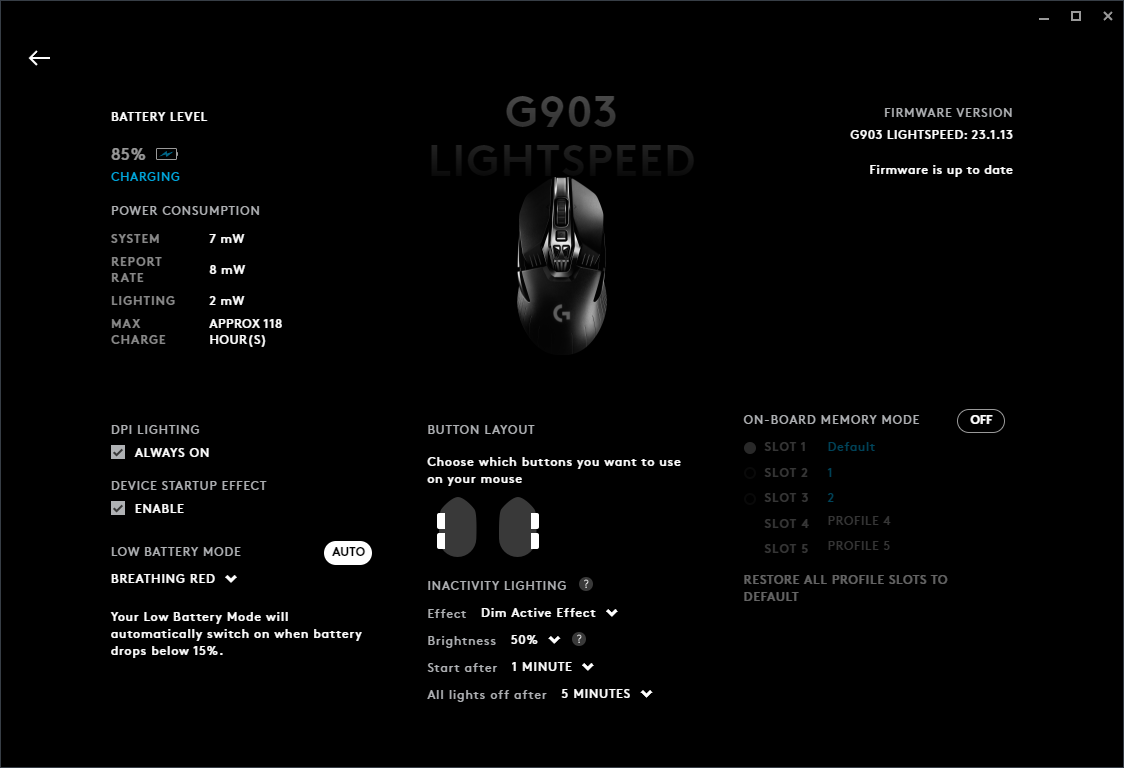 G903
LIGHTSPEED
BATTERY LEVEL
85%
CHARGING
POWER CONSUMPTION
SYSTEM 7 mW
REPORT
RATE 8 mW
LIGHTING 2 mW
MAX APPROX 118
CHARGE HOUR(S)
FIRMWARE VERSION
G903 LIGHTSPEED: 23.1.13
Firmware is up to date
DPI LIGHTING
ALWAYS ON
DEVICE STARTUP EFFECT
ENABLE
LOW BATTERY MODE AUTO
BREATHING RED
Your Low Battery Mode will
automatically switch on when battery
drops below 15%.
BUTTON LAYOUT
Choose which buttons you want to use
on your mouse
INACTIVITY LIGHTING ?
Effect Dim Active Effect
Brightness 50% ?
Start after 1 MINUTE
All lights off after 5 MINUTES
ON-BOARD MEMORY MODE OFF
SLOT 1 Default
SLOT 2 1
SLOT 3 2
SLOT 4 PROFILE 4
SLOT 5 PROFILE 5
RESTORE ALL PROFILE SLOTS TO
DEFAULT